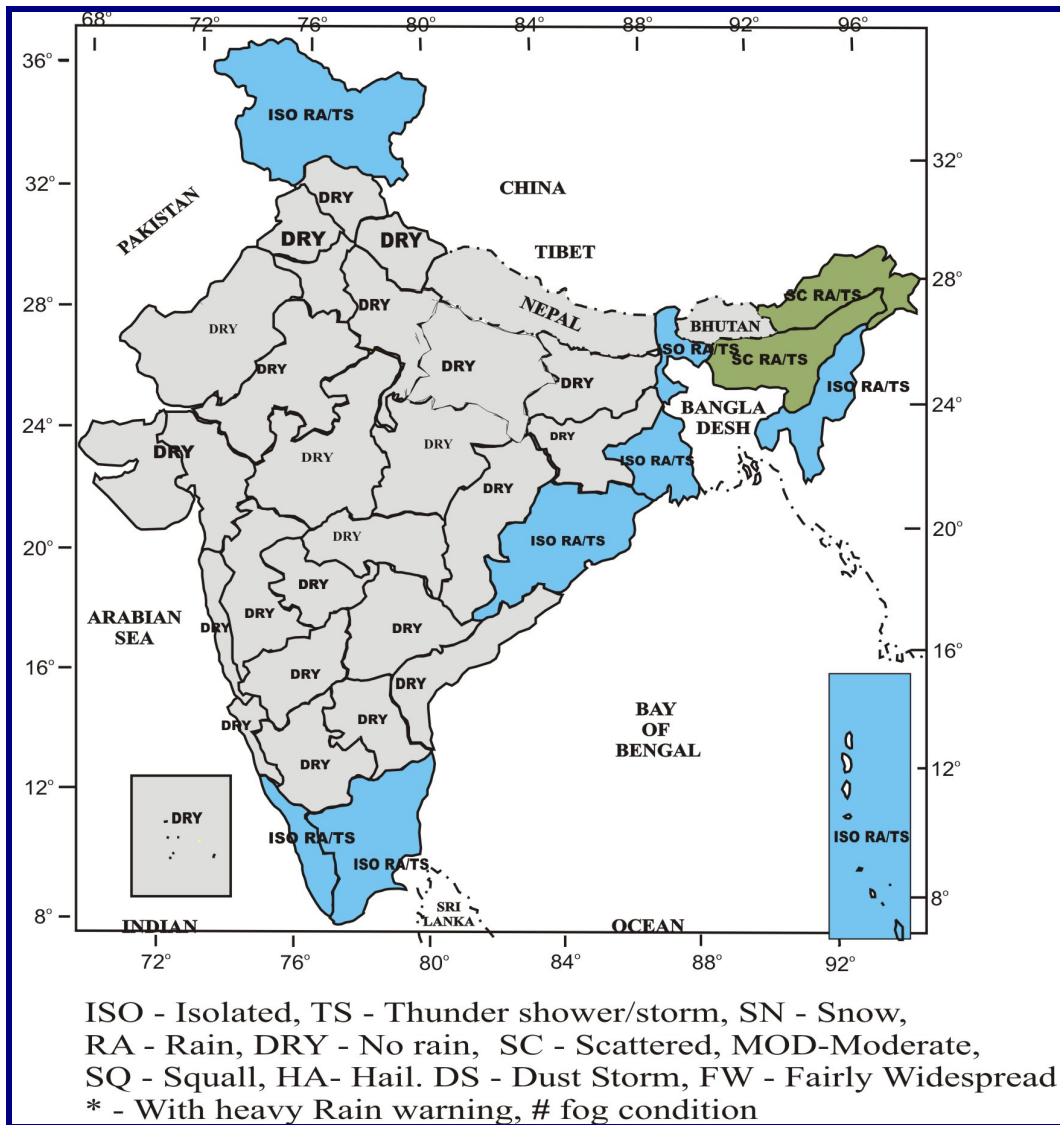 68° 72° 76° 80° 84° 88° 92° 96°
36°
ISO RA/TS
32°
32°
CHINA
DRY
PAKISTAN
DRY
DRY
TIBET
28°
28°
SC RA/TS
DRY
NEPAL
BHUTAN
DRY
ISO RA/TS
SC RA/TS
DRY
DRY
DRY
ISO RA/TS
24°
24°
BANGLA
DESH
DRY
DRY
DRY
DRY
ISO RA/TS
DRY
DRY
20°
20°
ISO RA/TS
DRY
ARABIAN
SEA
DRY
DRY
DRY
16°
16°
DRY
DRY
BAY
OF
BENGAL
DRY
DRY
DRY
12°
12°
DRY
ISO RA/TS
ISO RA/TS
ISO RA/TS
8°
8°
SRI
LANKA
INDIAN
OCEAN
72° 76° 80° 84° 88° 92°
ISO - Isolated, TS - Thunder shower/storm, SN - Snow,
RA - Rain, DRY - No rain, SC - Scattered, MOD-Moderate,
SQ - Squall, HA- Hail. DS - Dust Storm, FW - Fairly Widespread
* - With heavy Rain warning, # fog condition